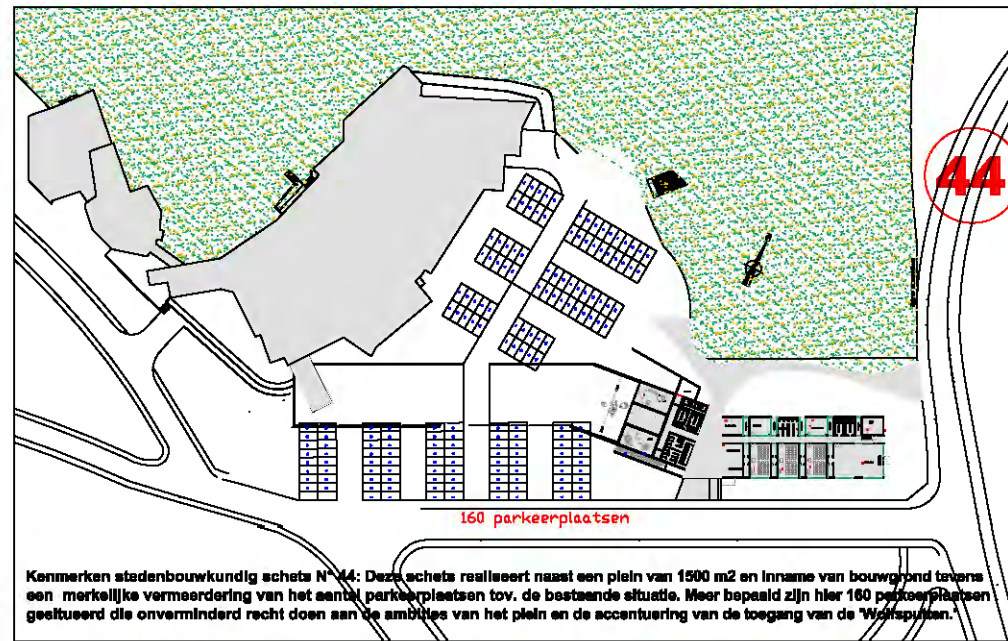 44
160 parkeerplaatsen
Kenmerken stedenbouwkundig schets N° 44: Deze schets realiseert naast een plein van 1500 m2 en inname van bouwgrond tevens
een merkelijke vermeerdering van het aantal parkeerplaatsen tov. de bestaande situatie. Meer bepaald zijn hier 160 parkeerplaatsen
gesitueerd die onverminderd recht doen aan de ambities van het plein en de accentuering van de toegang van de 'Wolfsputten.'